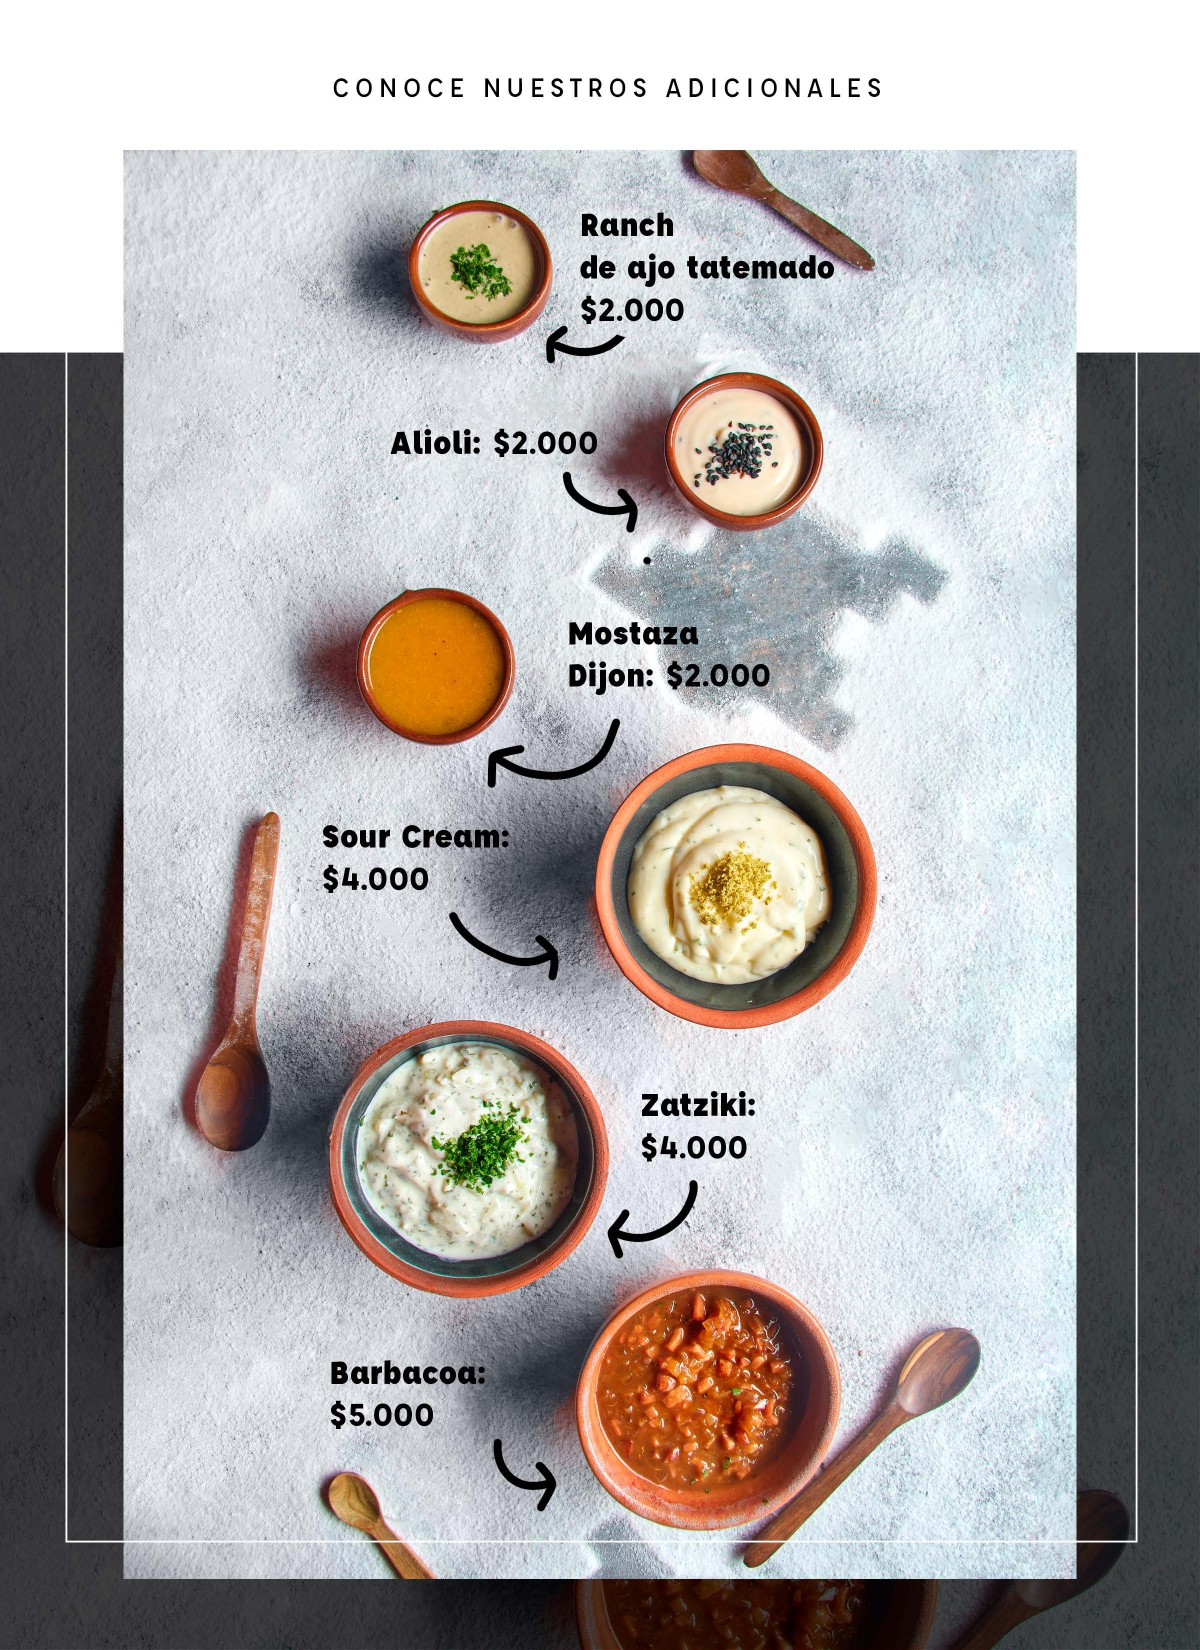 CONOCE NUESTROS ADICIONALES
Ranch
de ajo tatemado
$2.000
Alioli: $2.000
Mostaza
Dijon: $2.000
Sour Cream:
$4.000
Zatziki:
$4.000
Barbacoa:
$5.000